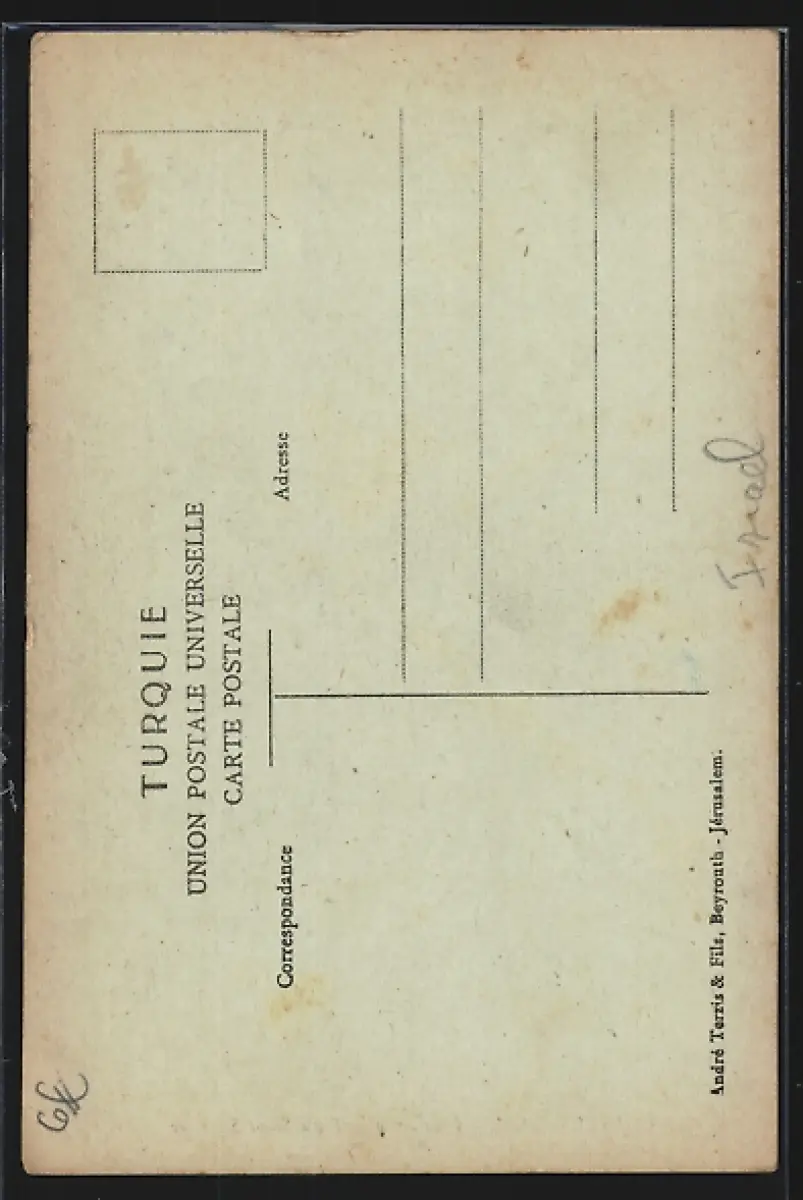 TURQUIE
UNION POSTALE UNIVERSELLE
CARTE POSTALE
Correspondance
Adresse
André Terzis & Fils, Beyrouth - Jérusalem.
Israel